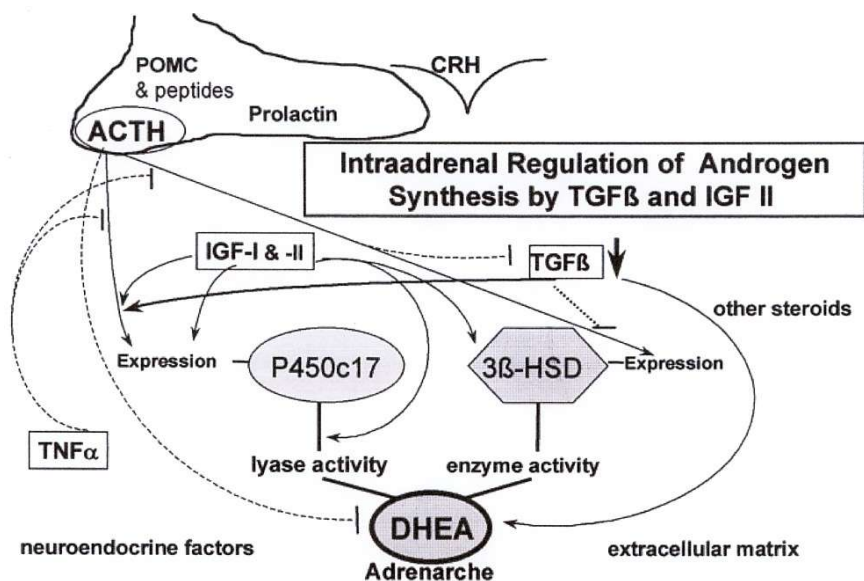 POMC
& peptides
CRH
Prolactin
ACTH
Intraadrenal Regulation of Androgen
Synthesis by TGFß and IGF II
IGF-I & -II
TGFß
other steroids
Expression
P450c17
3ß-HSD
Expression
TNFα
lyase activity
enzyme activity
DHEA
neuroendocrine factors
extracellular matrix
Adrenarche